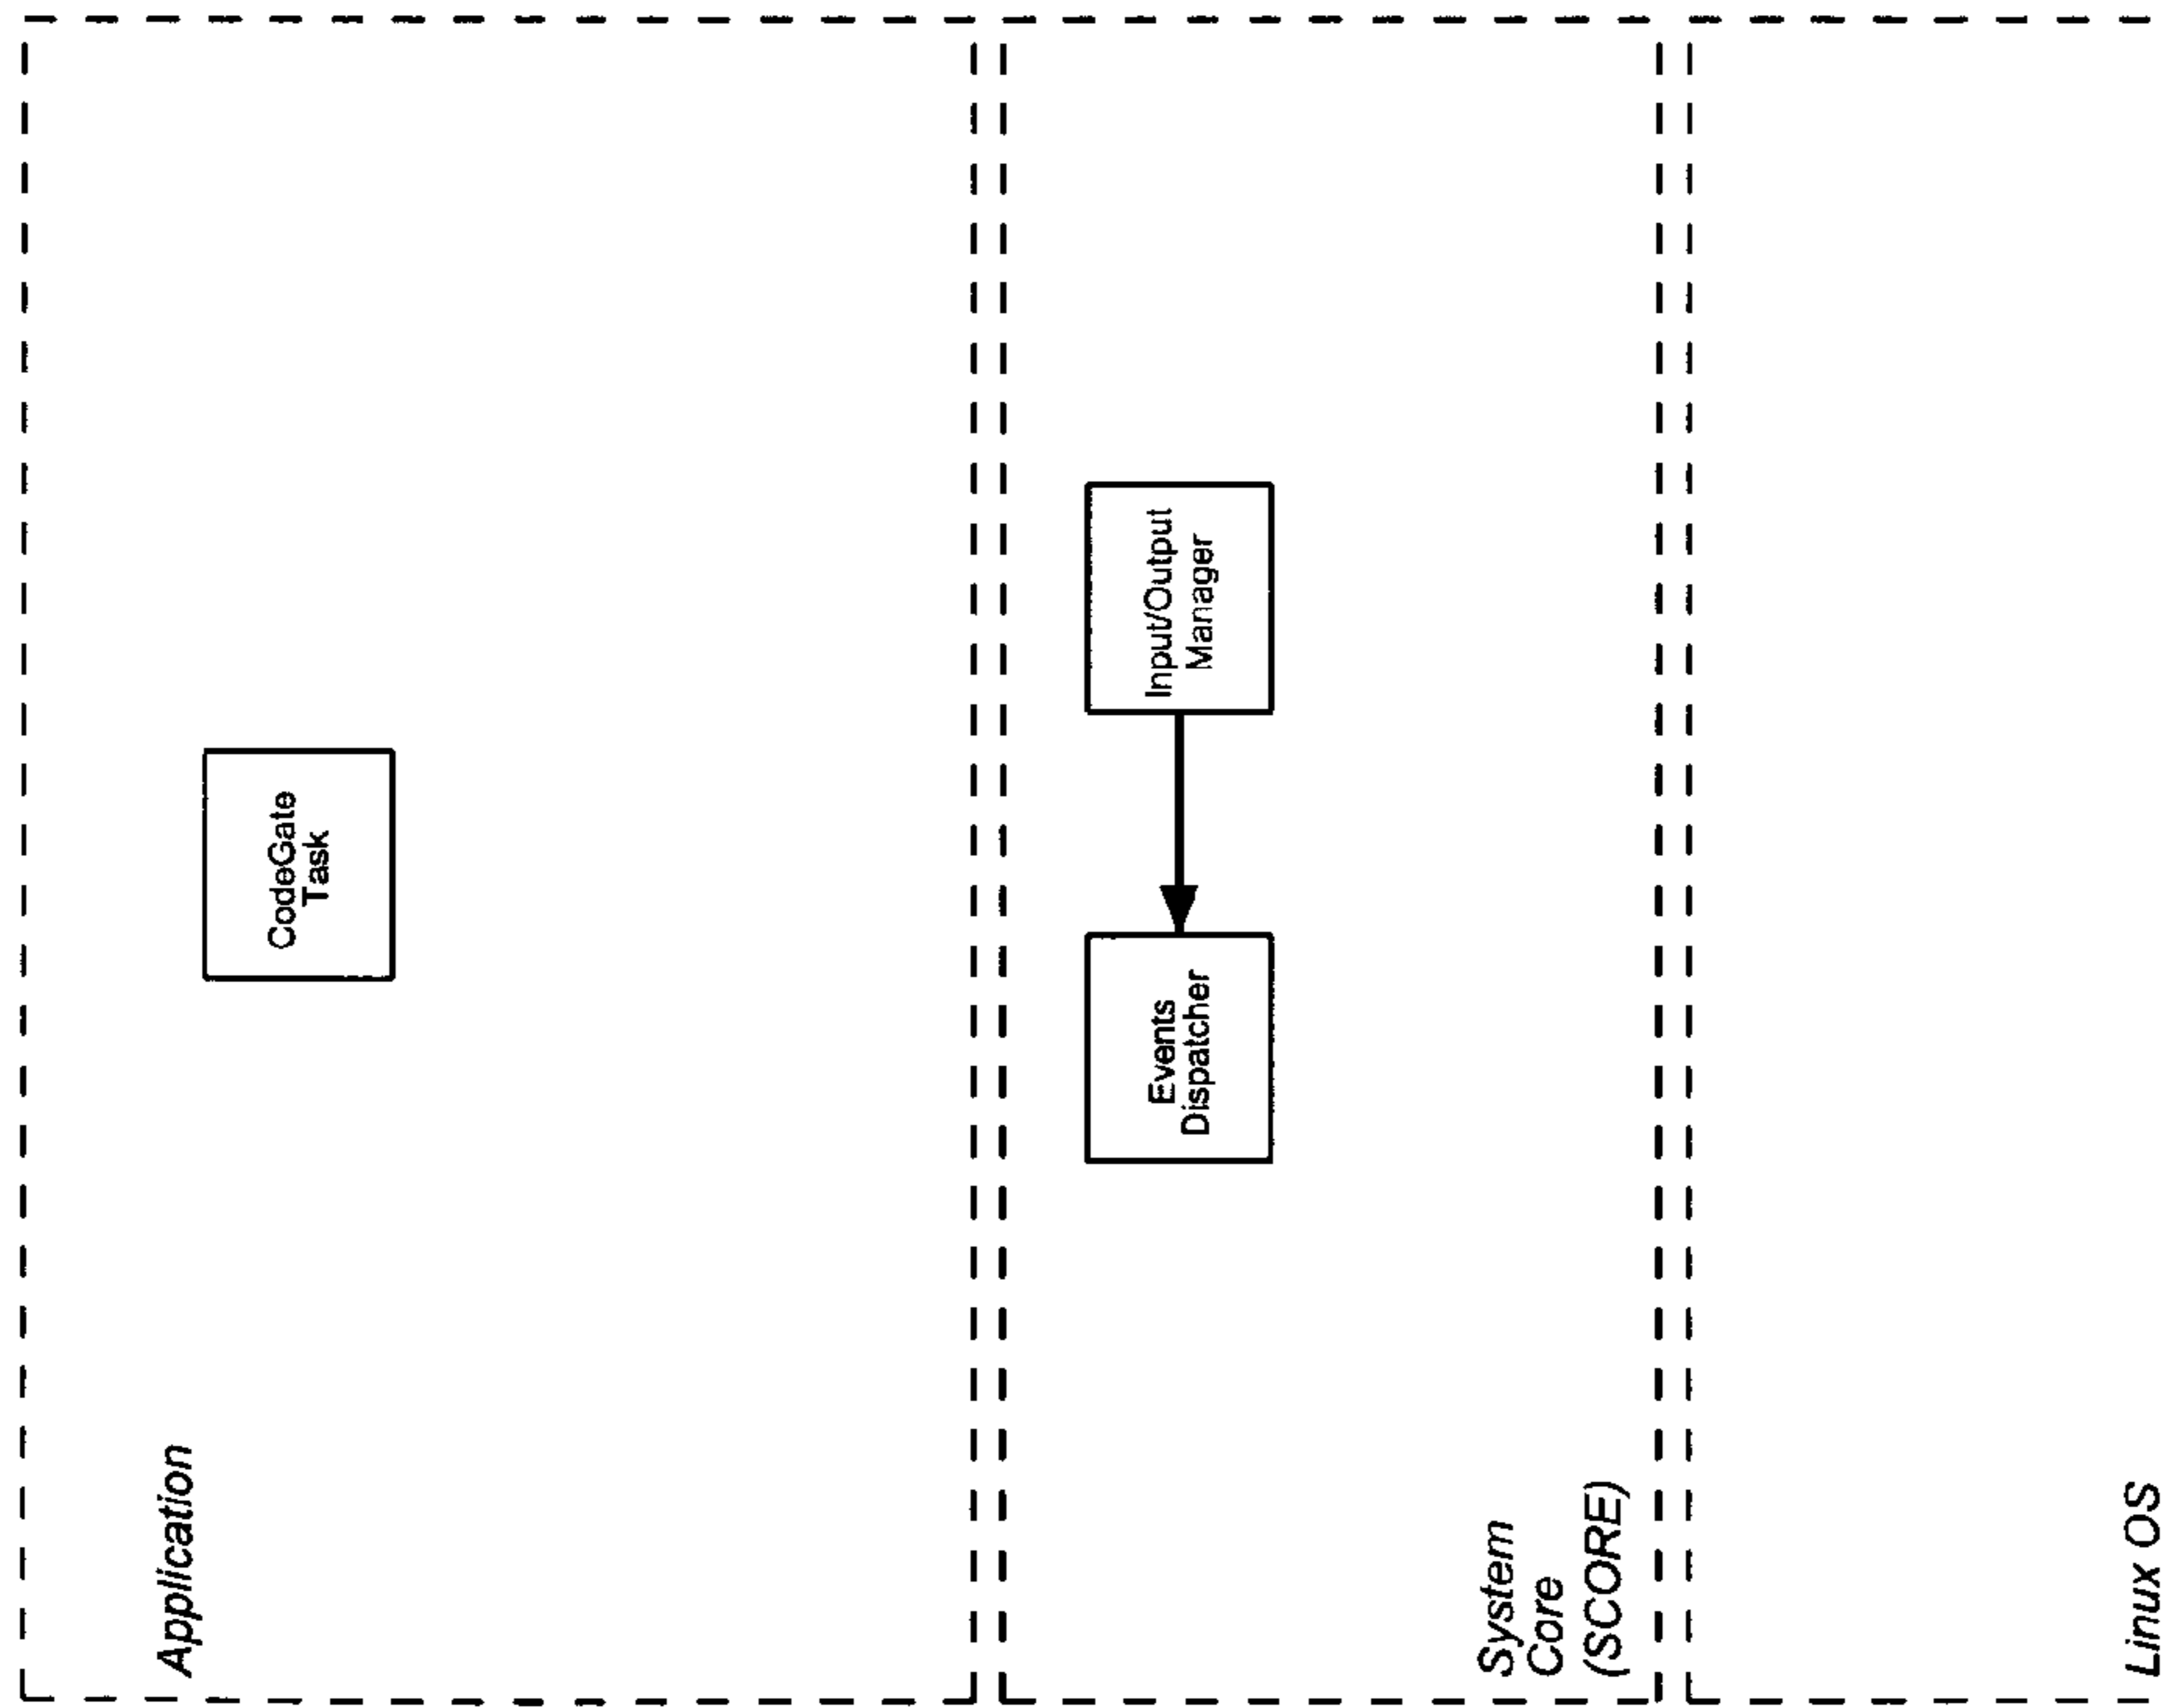 Application
CodeGate
Task
Input/Output
Manager
Events
Dispatcher
System
Core
(SCORE)
Linux OS